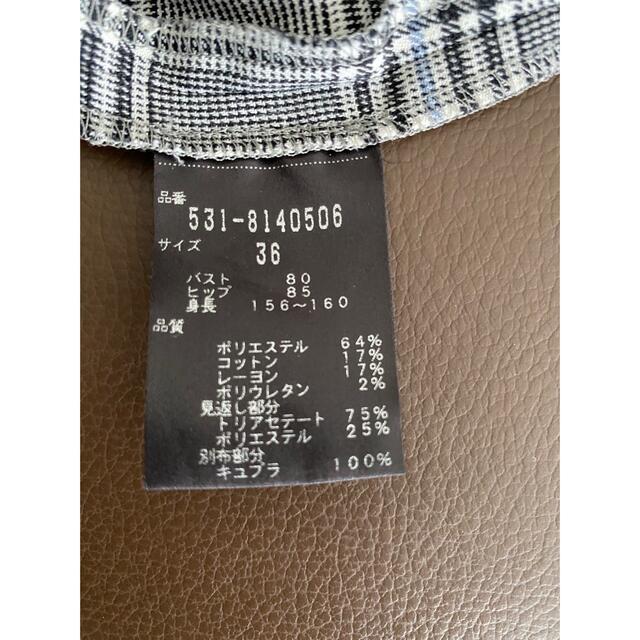 品番
531-8140506
サイズ 36
バスト 80
ヒップ 85
身長 156～160
品質
ポリエステル 64%
コットン 17%
レーヨン 17%
ポリウレタン 2%
見返し部分
トリアセテート 75%
ポリエステル 25%
別布部分
キュプラ 100%